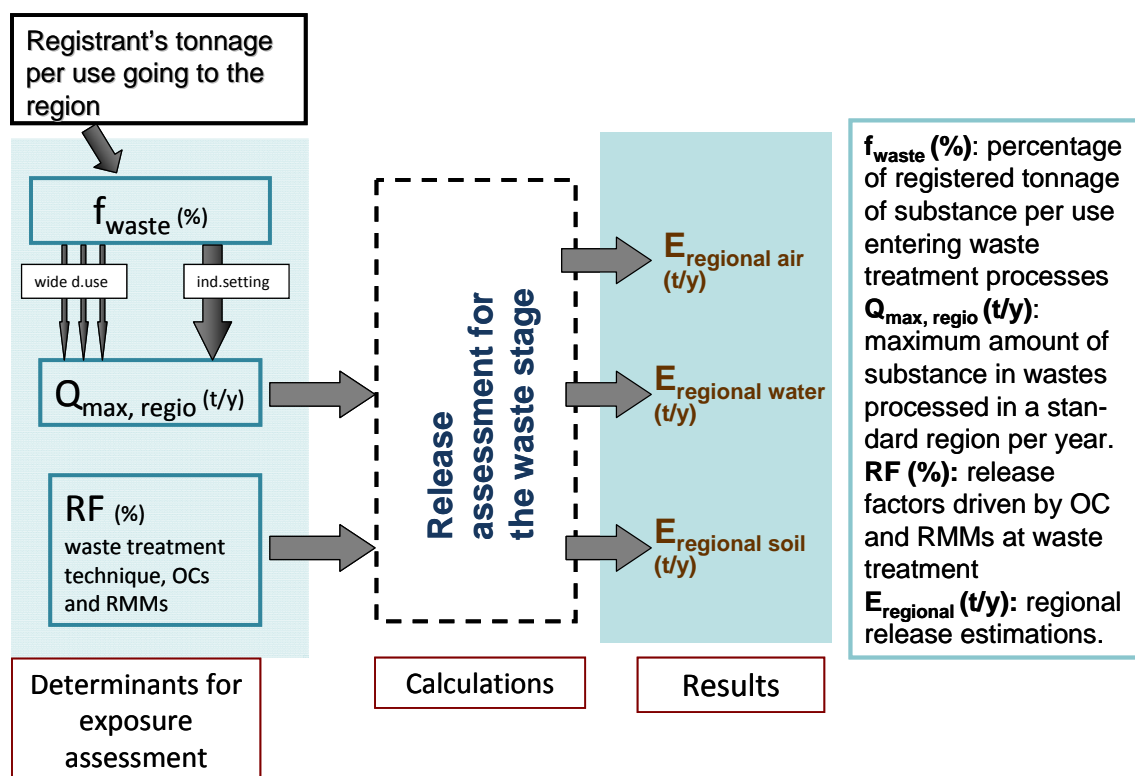 Registrant's tonnage
per use going to the
region
f waste (%)
wide d.use
ind.setting
Q max, regio (t/y)
RF (%)
waste treatment
technique, OCs
and RMMs
Determinants for
exposure
assessment
Release
assessment for
the waste stage
Calculations
E regional air
(t/y)
E regional water
(t/y)
E regional soil
(t/y)
Results
f waste (%): percentage
of registered tonnage
of substance per use
entering waste
treatment processes
Q max, regio (t/y):
maximum amount of
substance in wastes
processed in a stan-
dard region per year.
RF (%): release
factors driven by OC
and RMMs at waste
treatment
E regional (t/y): regional
release estimations.